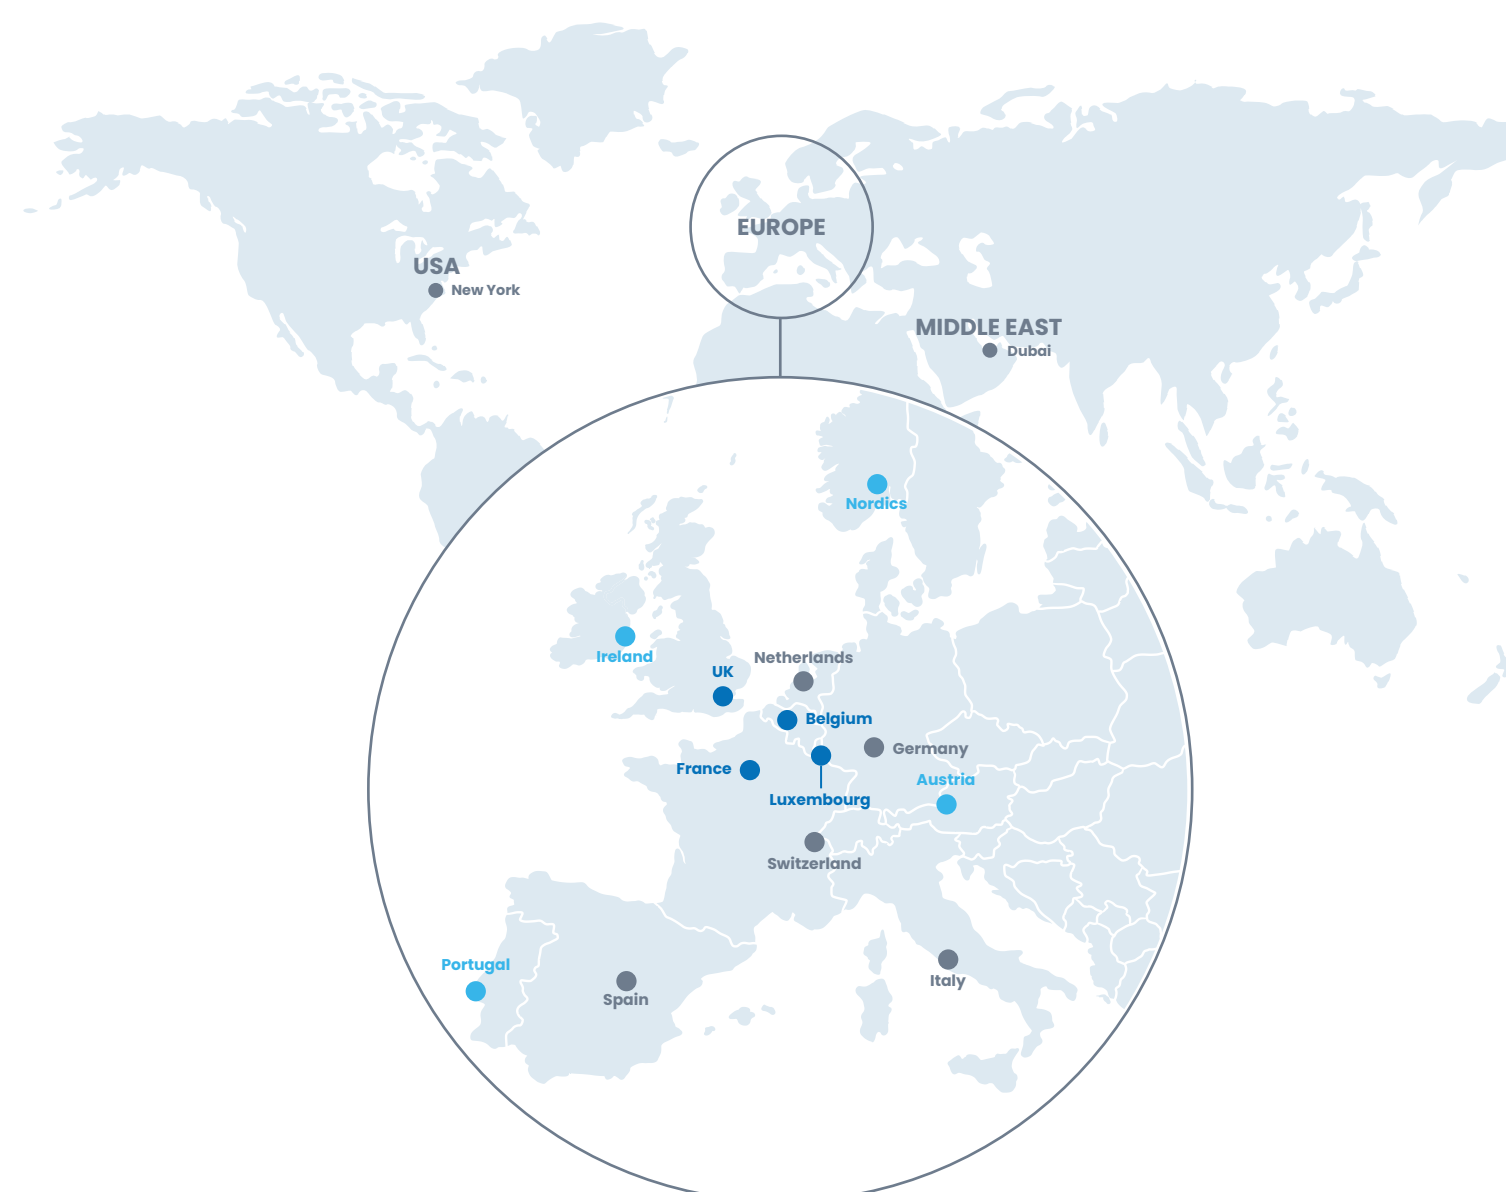 EUROPE
USA
New York
MIDDLE EAST
Dubai
Nordics
Ireland
Netherlands
UK
Belgium
Germany
France
Austria
Luxembourg
Switzerland
Portugal
Spain
Italy